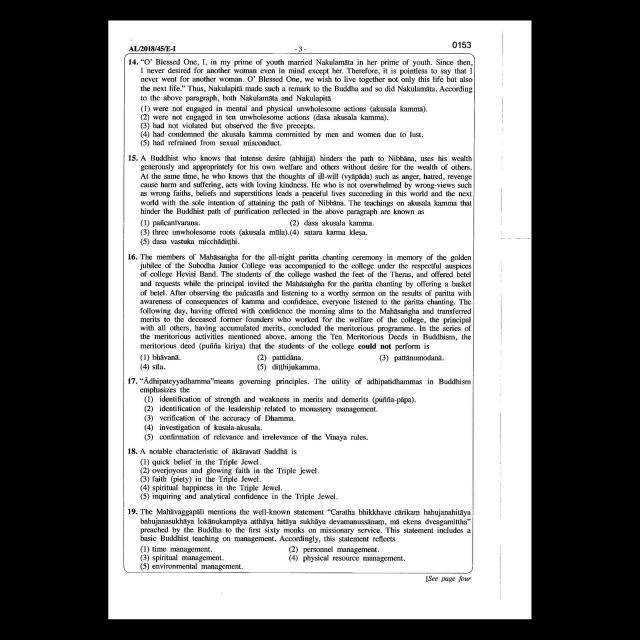 AL/2018/45/E-I
- 3 -
0153
14. "O' Blessed One, I, in my prime of youth married Nakulamāta in her prime of youth. Since then,
I never desired for another woman even in mind except her. Therefore, it is pointless to say that I
never went for another woman. O' Blessed One, we wish to live together not only this life but also
the next life." Thus, Nakulapitā made such a remark to the Buddha and so did Nakulamāta. According
to the above paragraph, both Nakulamāta and Nakulapitā
(1) were not engaged in mental and physical unwholesome actions (akusala kamma).
(2) were not engaged in ten unwholesome actions (dasa akusala kamma).
(3) had not violated but observed the five precepts.
(4) had condemned the akusala kamma committed by men and women due to lust.
(5) had refrained from sexual misconduct.
15. A Buddhist who knows that intense desire (abhijjā) hinders the path to Nibbāna, uses his wealth
generously and appropriately for his own welfare and others without desire for the wealth of others.
At the same time, he who knows that the thoughts of ill-will (vyāpāda) such as anger, hatred, revenge
cause harm and suffering, acts with loving kindness. He who is not overwhelmed by wrong-views such
as wrong faiths, beliefs and superstitions leads a peaceful lives succeeding in this world and the next
world with the sole intention of attaining the path of Nibbāna. The teachings on akusala kamma that
hinder the Buddhist path of purification reflected in the above paragraph are known as
(1) pañcanīvaraṇa. (2) dasa akusala kamma.
(3) three unwholesome roots (akusala mūla). (4) satara karma kleṣa.
(5) dasa vastuka micchādiṭṭhi.
16. The members of Mahāsaṅgha for the all-night paritta chanting ceremony in memory of the golden
jubilee of the Subodha Junior College was accompanied to the college under the respectful auspices
of college Hevisi Band. The students of the college washed the feet of the Theras, and offered betel
and requests while the principal invited the Mahāsaṅgha for the paritta chanting by offering a basket
of betel. After observing the pañcasīla and listening to a worthy sermon on the results of paritta with
awareness of consequences of kamma and confidence, everyone listened to the paritta chanting. The
following day, having offered with confidence the morning alms to the Mahāsaṅgha and transferred
merits to the deceased former founders who worked for the welfare of the college, the principal
with all others, having accumulated merits, concluded the meritorious programme. In the series of
the meritorious activities mentioned above, among the Ten Meritorious Deeds in Buddhism, the
meritorious deed (puñña kiriya) that the students of the college could not perform is
(1) bhāvanā. (2) pattidāna. (3) pattānumodanā.
(4) sīla. (5) diṭṭhijukamma.
17. "Ādhipateyyadhamma" means governing principles. The utility of adhipatidhammas in Buddhism
emphasizes the
(1) identification of strength and weakness in merits and demerits (puñña-pāpa).
(2) identification of the leadership related to monastery management.
(3) verification of the accuracy of Dhamma.
(4) investigation of kusala-akusala.
(5) confirmation of relevance and irrelevance of the Vinaya rules.
18. A notable characteristic of ākāravatī Saddhā is
(1) quick belief in the Triple Jewel.
(2) overjoyous and glowing faith in the Triple jewel.
(3) faith (piety) in the Triple Jewel.
(4) spiritual happiness in the Triple Jewel.
(5) inquiring and analytical confidence in the Triple Jewel.
19. The Mahāvaggapāli mentions the well-known statement "Caratha bhikkhave cārikaṃ bahujanahitāya
bahujanasukhāya lokānukampāya atthāya hitāya sukhāya devamanussānaṃ, mā ekena dveagamittha"
preached by the Buddha to the first sixty monks on missionary service. This statement includes a
basic Buddhist teaching on management. Accordingly, this statement reflects
(1) time management. (2) personnel management.
(3) spiritual management. (4) physical resource management.
(5) environmental management.
[See page four